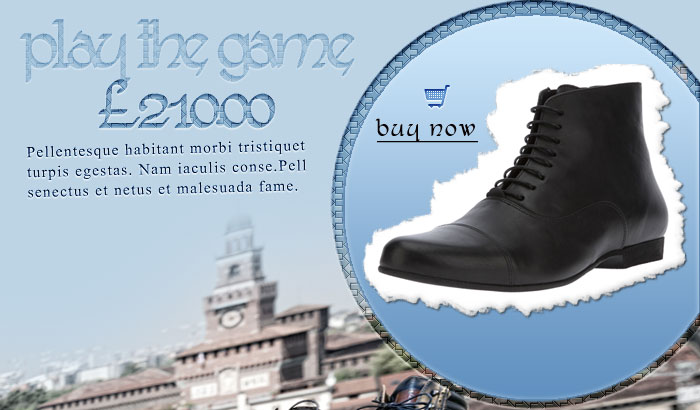 play the game
£210.00
Pellentesque habitant morbi tristiquet
turpis egestas. Nam iaculis conse.Pell
senectus et netus et malesuada fame.
buy now